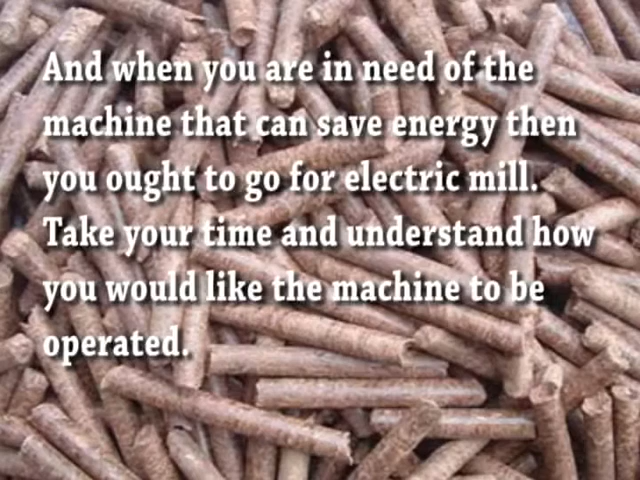 And when you are in need of the
machine that can save energy then
you ought to go for electric mill.
Take your time and understand how
you would like the machine to be
operated.